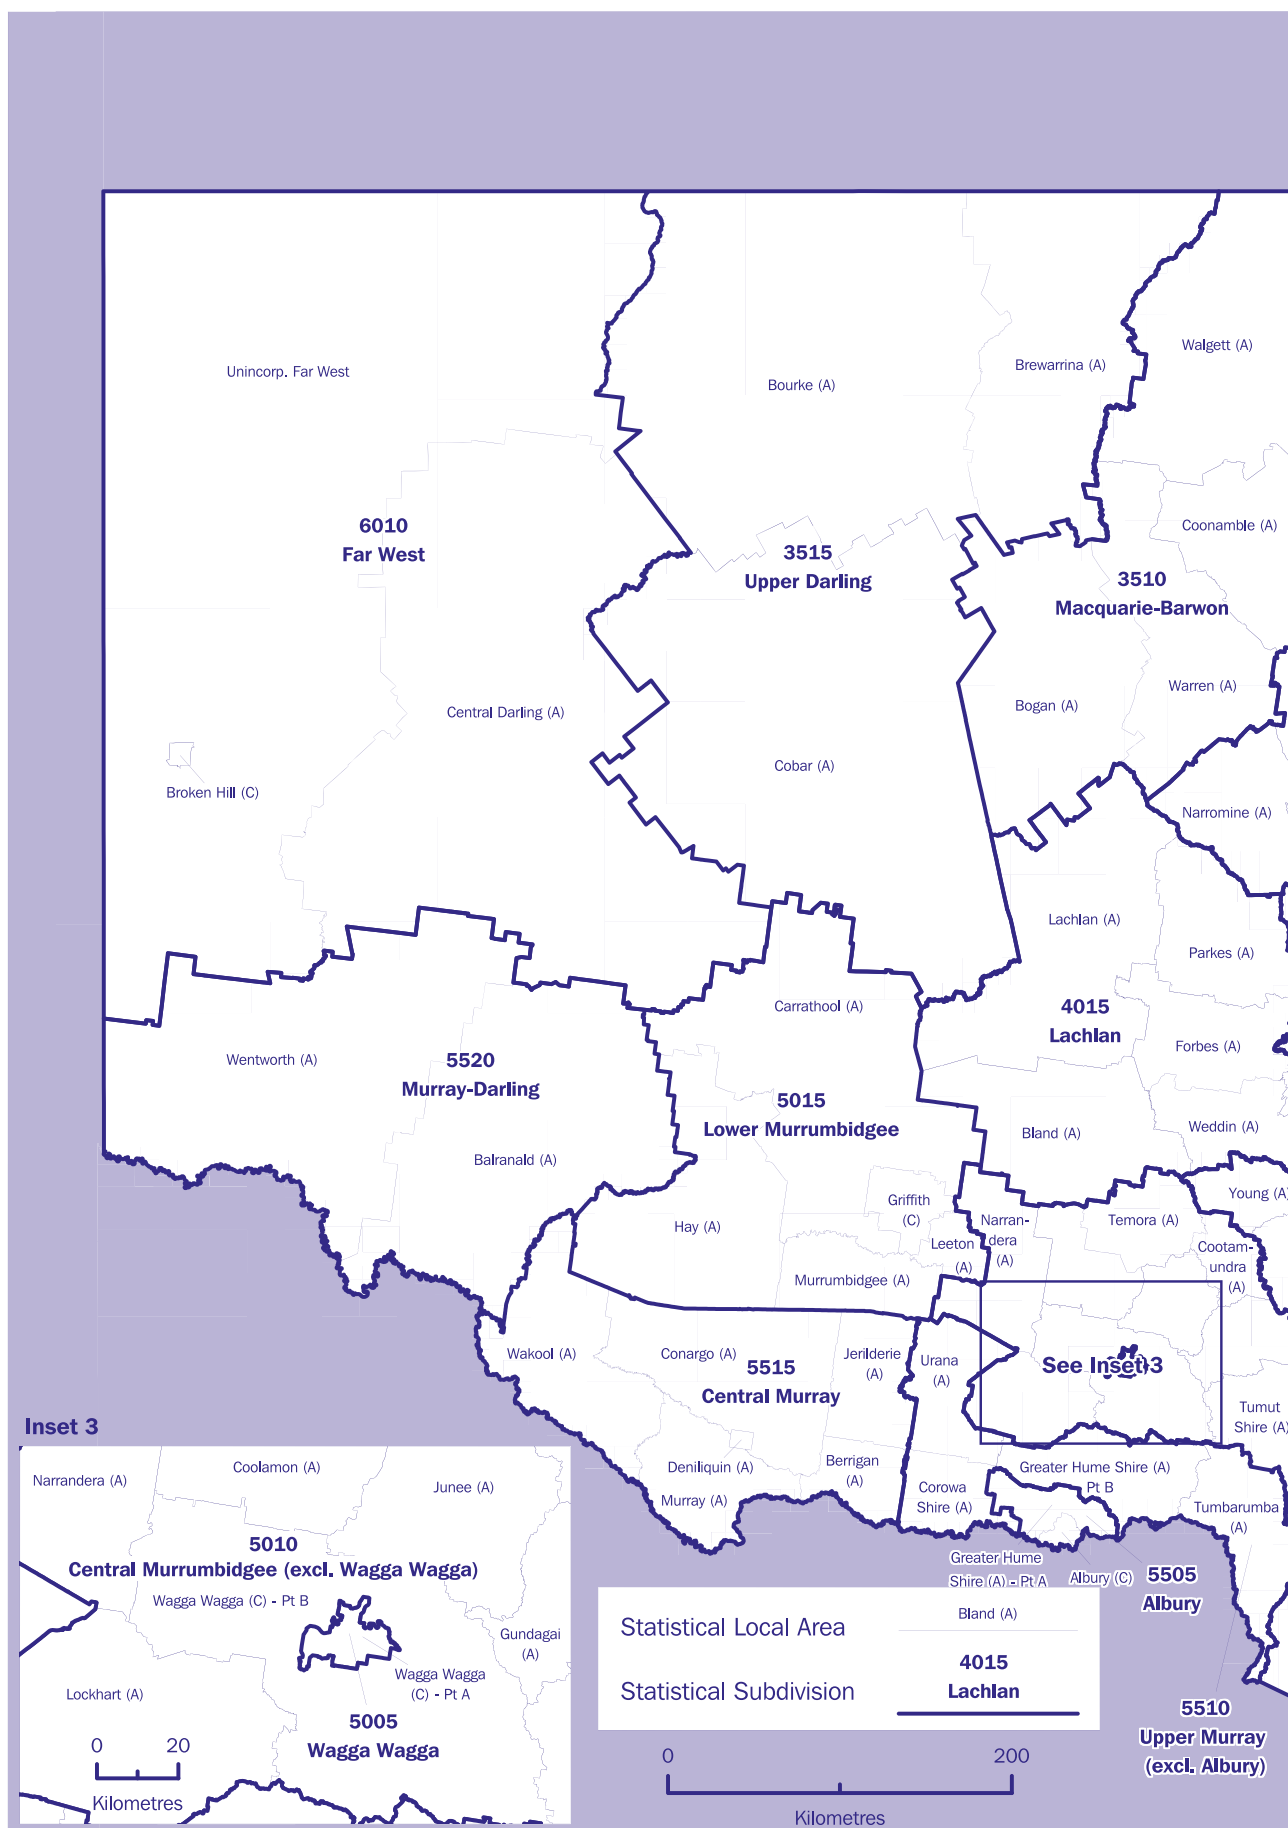 Walgett (A)
Brewarrina (A)
Unincorp. Far West
Bourke (A)
6010
Far West
Coonamble (A)
3515
Upper Darling
3510
Macquarie-Barwon
Warren (A)
Bogan (A)
Central Darling (A)
Cobar (A)
Broken Hill (C)
Narromine (A)
Lachlan (A)
Parkes (A)
Carrathool (A)
4015
Lachlan
Forbes (A)
Wentworth (A)
5520
Murray-Darling
5015
Lower Murrumbidgee
Bland (A)
Weddin (A)
Balranald (A)
Young (A)
Griffith
(C)
Hay (A)
Narran-
dera
(A)
Temora (A)
Leeton
(A)
Cootam-
undra
(A)
Murrumbidgee (A)
Wakool (A)
Conargo (A)
Jerilderie
(A)
Urana
(A)
See Inset 3
5515
Central Murray
Tumut
Shire (A)
Deniliquin (A)
Berrigan
(A)
Greater Hume Shire (A)
Pt B
Murray (A)
Corowa
Shire (A)
Tumbarumba
(A)
Greater Hume
Shire (A) - Pt A
Albury (C)
5505
Albury
5510
Upper Murray
(excl. Albury)
Inset 3
Narrandera (A)
Coolamon (A)
Junee (A)
5010
Central Murrumbidgee (excl. Wagga Wagga)
Wagga Wagga (C) - Pt B
Gundagai
(A)
Wagga Wagga
(C) - Pt A
Lockhart (A)
5005
Wagga Wagga
0 20
Kilometres
Statistical Local Area
Bland (A)
Statistical Subdivision
4015
Lachlan
0 200
Kilometres